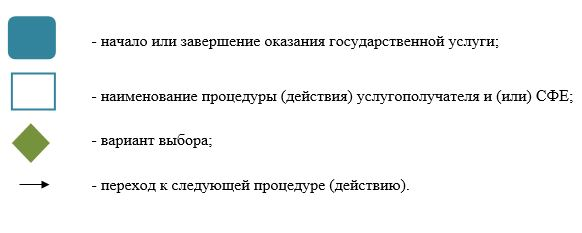 - начало или завершение оказания государственной услуги;
- наименование процедуры (действия) услугополучателя и (или) СФЕ;
- вариант выбора;
- переход к следующей процедуре (действию).